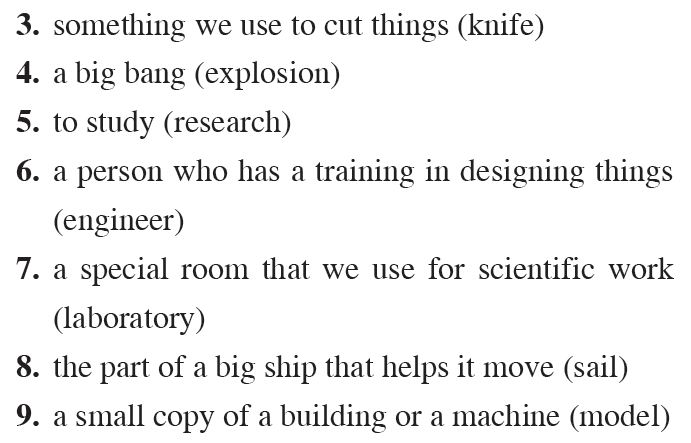 3. something we use to cut things (knife)
4. a big bang (explosion)
5. to study (research)
6. a person who has a training in designing things
(engineer)
7. a special room that we use for scientific work
(laboratory)
8. the part of a big ship that helps it move (sail)
9. a small copy of a building or a machine (model)